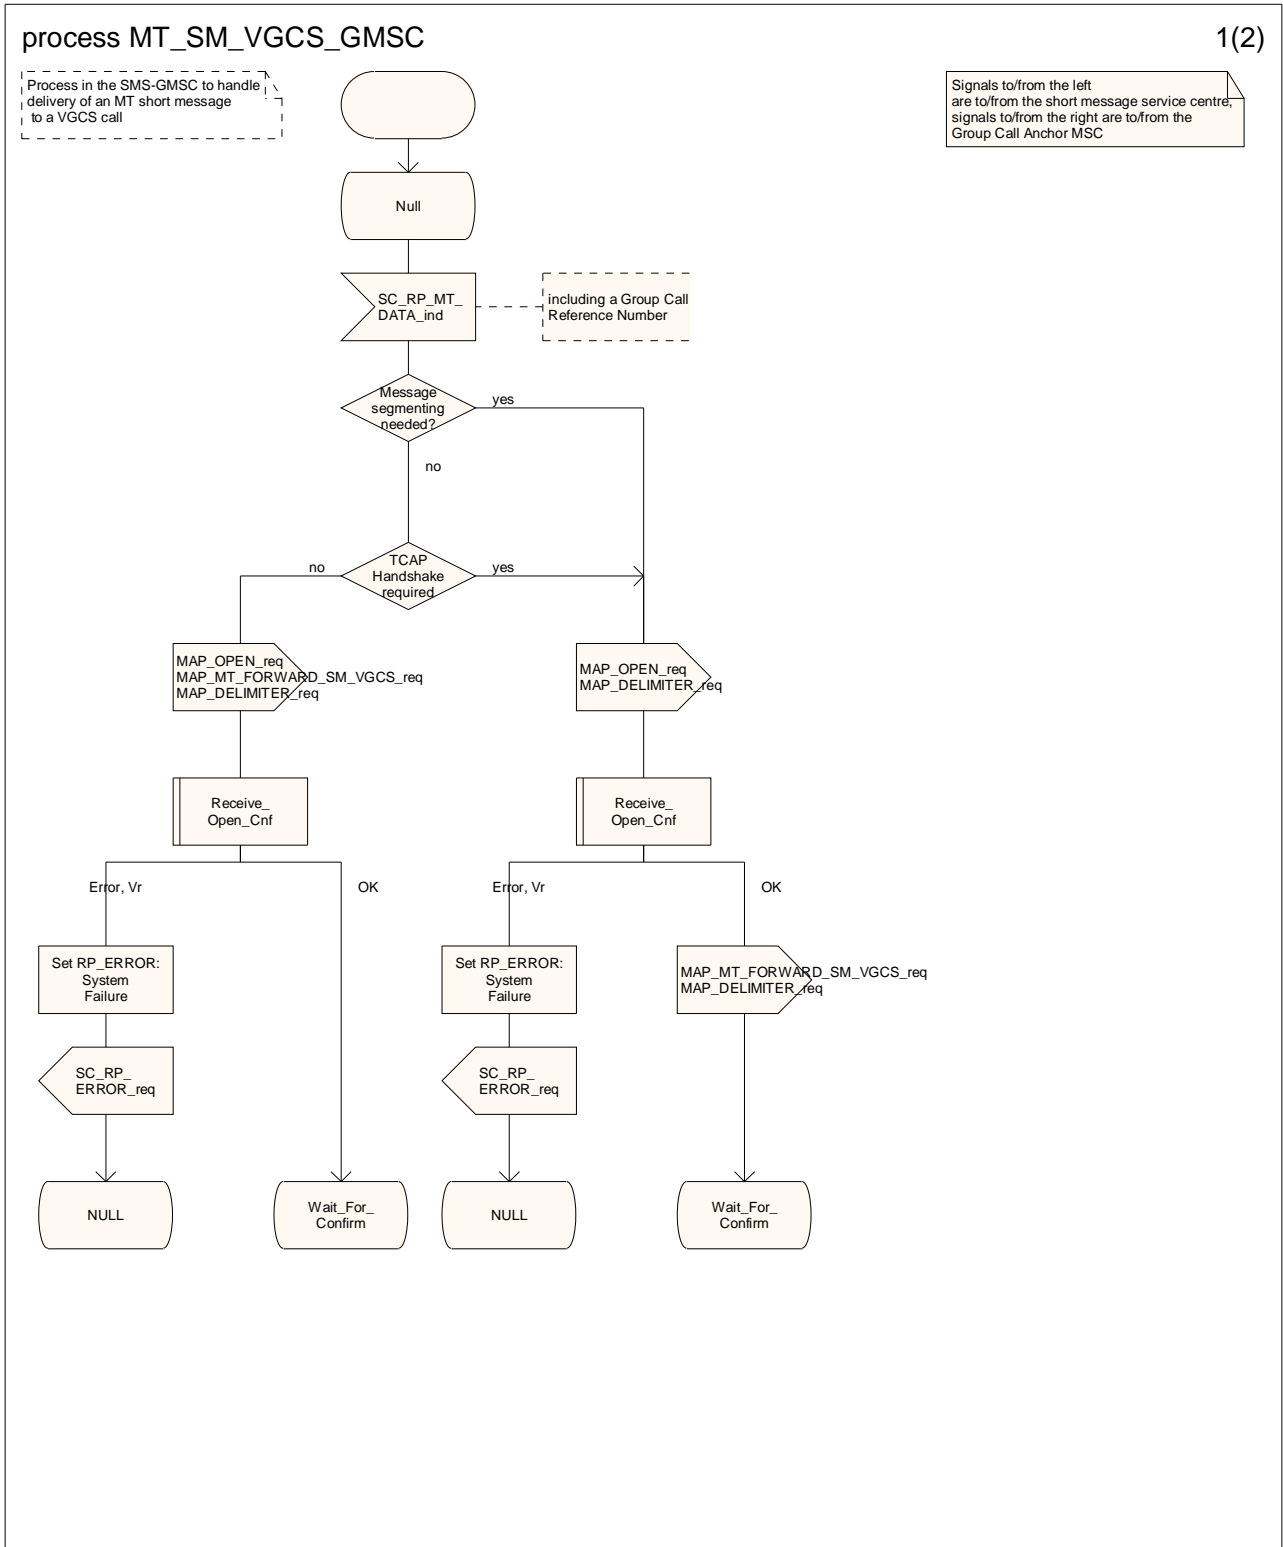 process MT_SM_VGCS_GMSC
1(2)
Process in the SMS-GMSC to handle
delivery of an MT short message
to a VGCS call
Signals to/from the left
are to/from the short message service centre,
signals to/from the right are to/from the
Group Call Anchor MSC
Null
SC_RP_MT_
DATA_ind
including a Group Call
Reference Number
Message
segmenting
needed?
yes
no
TCAP
Handshake
required
no
yes
MAP_OPEN_req
MAP_MT_FORWARD_SM_VGCS_req
MAP_DELIMITER_req
MAP_OPEN_req
MAP_DELIMITER_req
Receive_
Open_Cnf
Receive_
Open_Cnf
Error, Vr
OK
Error, Vr
OK
Set RP_ERROR:
System
Failure
Set RP_ERROR:
System
Failure
MAP_MT_FORWARD_SM_VGCS_req
MAP_DELIMITER_req
SC_RP_
ERROR_req
SC_RP_
ERROR_req
NULL
Wait_For_
Confirm
NULL
Wait_For_
Confirm